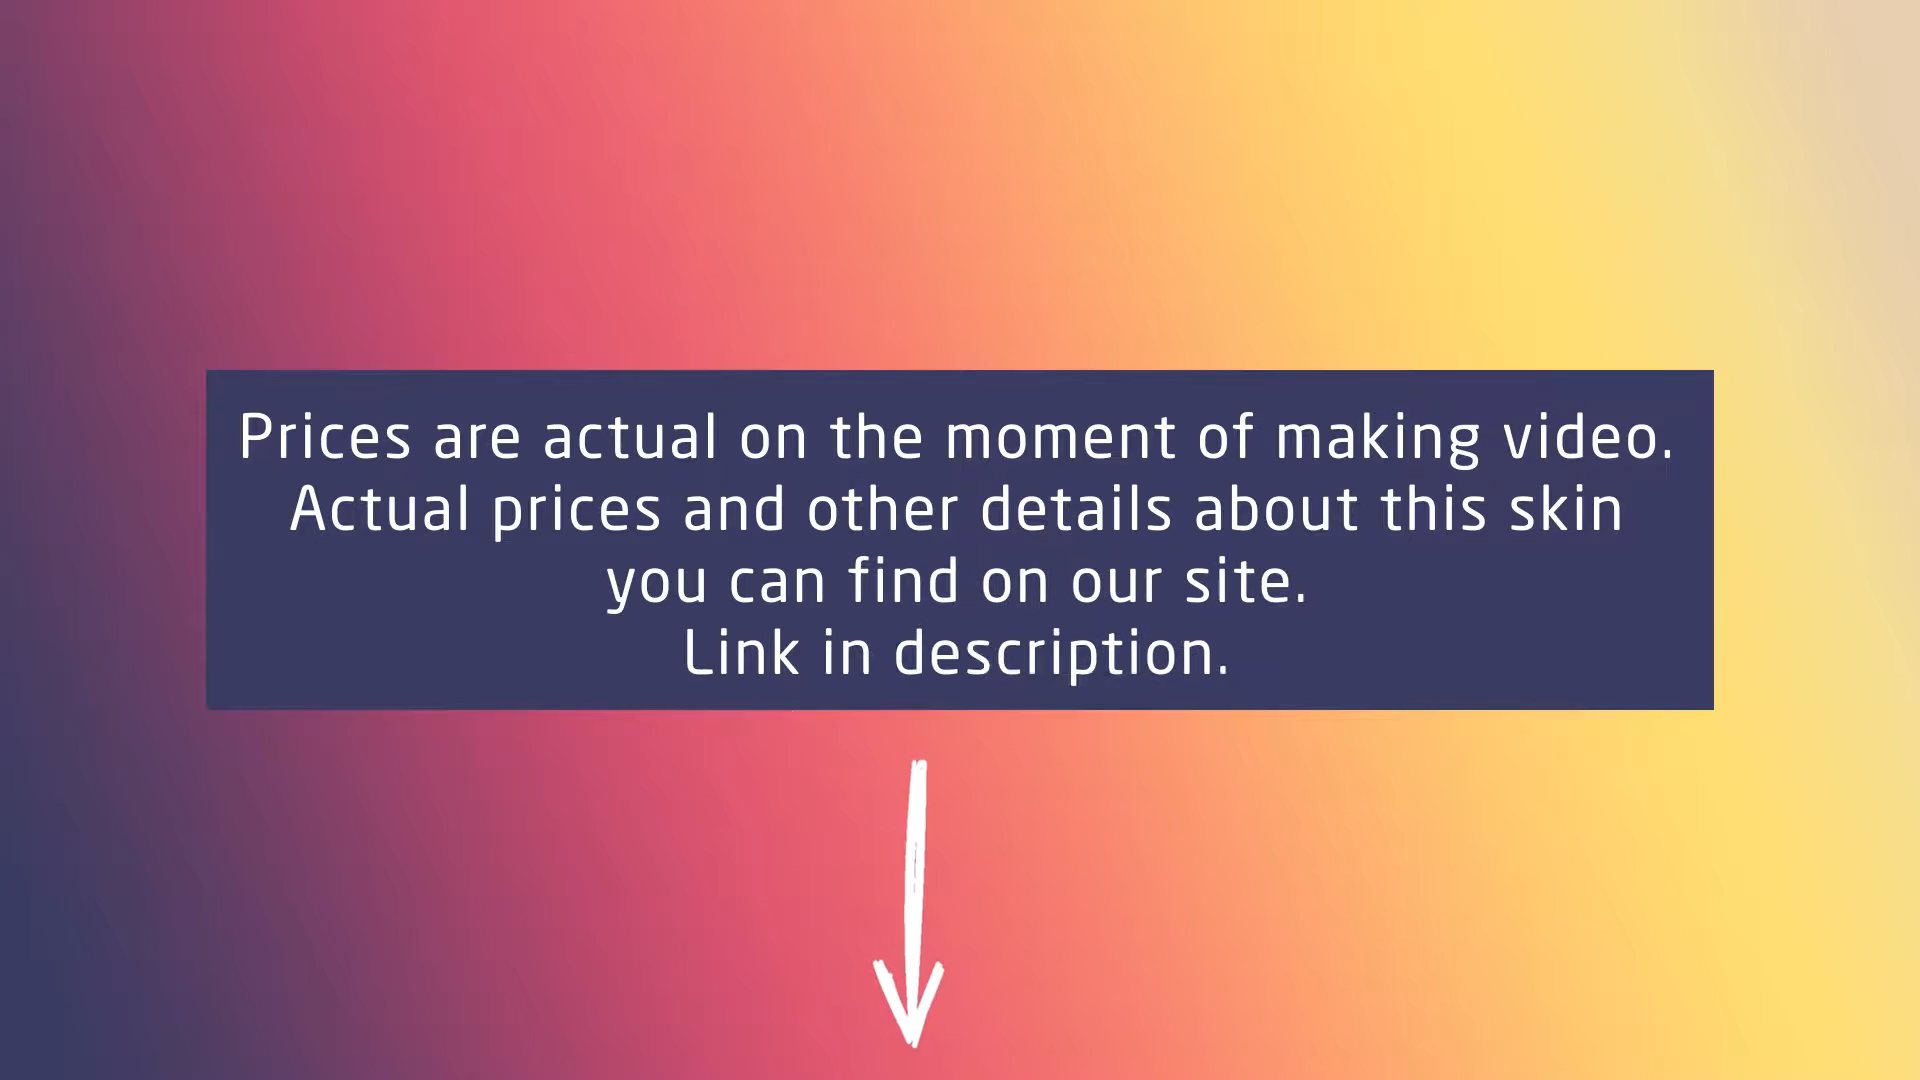 Prices are actual on the moment of making video.
Actual prices and other details about this skin
you can find on our site.
Link in description.